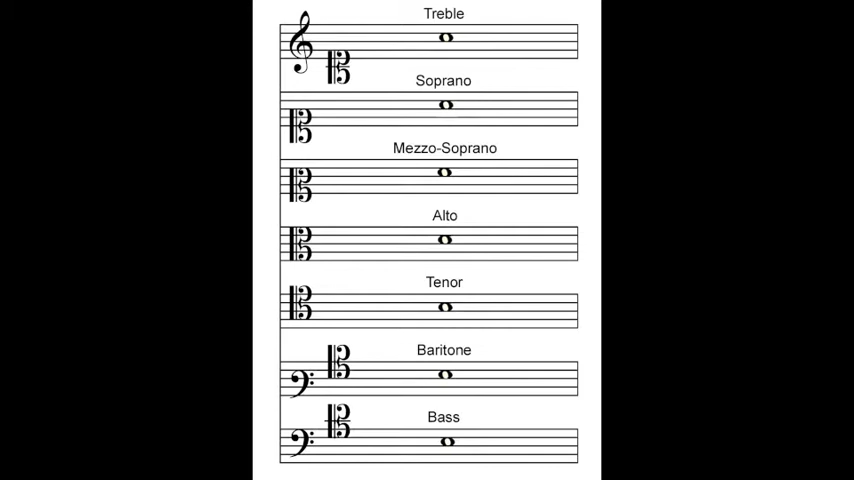 Treble
Soprano
Mezzo-Soprano
Alto
Tenor
Baritone
Bass